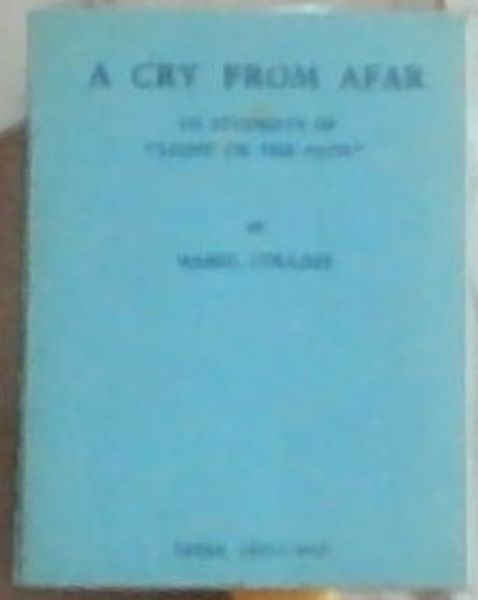 A CRY FROM AFAR
TO STUDENTS OF
"LIGHT ON THE PATH"
BY
MABEL COLLINS